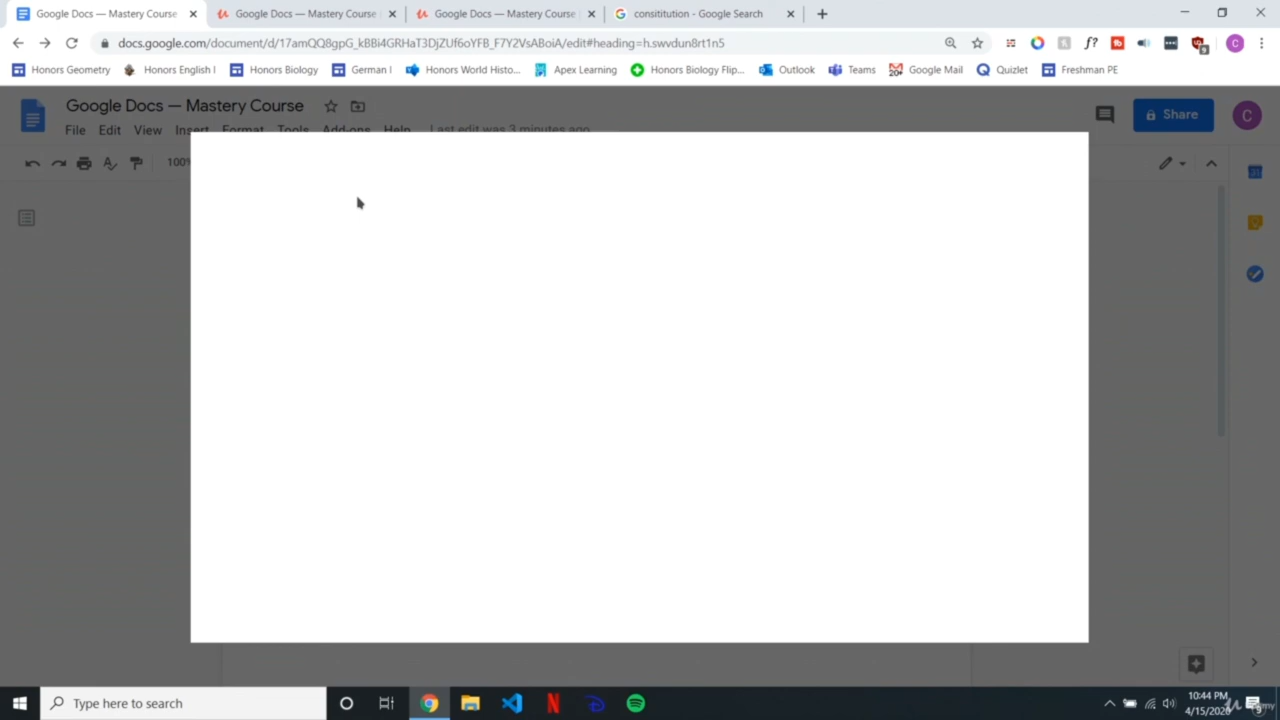 Google Docs — Mastery Course
Google Docs — Mastery Course
Google Docs — Mastery Course
consititution - Google Search
docs.google.com/document/d/17amQQ8gpG_kBBi4GRHaT3DjZUf6oYFB_F7Y2VsABoiA/edit#heading=h.swvdun8rt1n5
f?
C
9
Honors Geometry
Honors English I
Honors Biology
German I
Honors World Histo...
Apex Learning
Honors Biology Flip...
Outlook
Teams
Google Mail
Quizlet
Freshman PE
Google Docs — Mastery Course
Share
C
File Edit View Insert Format Tools Add-ons Help Last edit was 3 minutes ago
100%
Type here to search
10:44 PM
4/15/2020